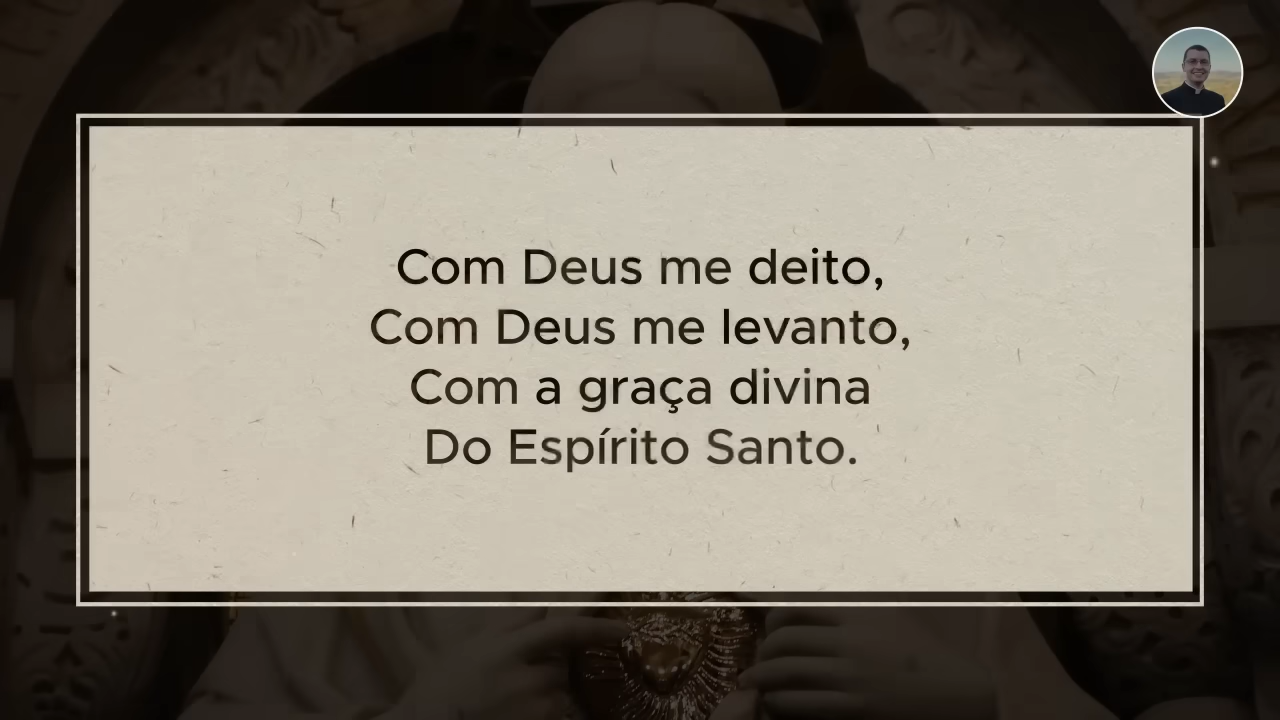 Com Deus me deito,
Com Deus me levanto,
Com a graça divina
Do Espírito Santo.